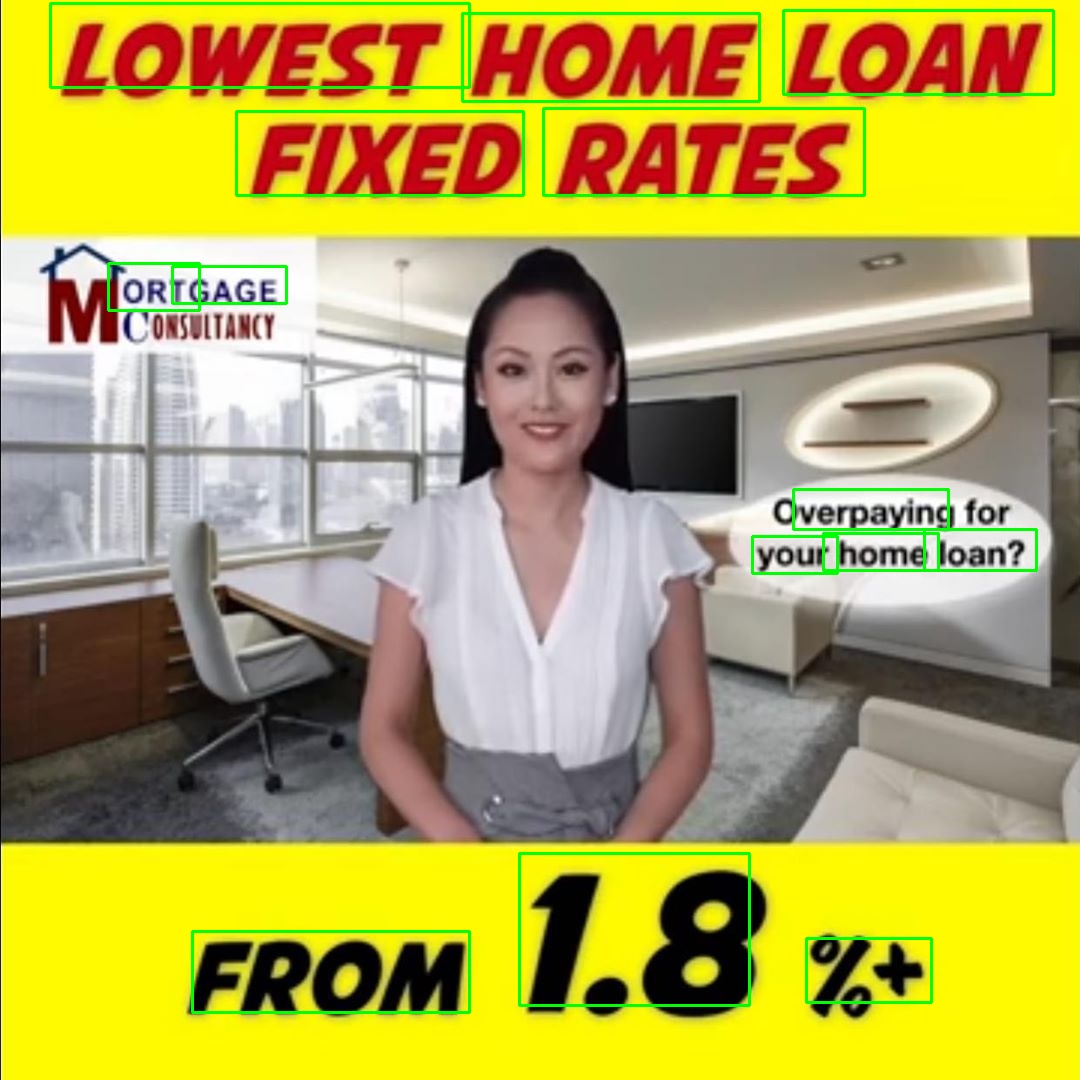 LOWEST HOME LOAN
FIXED RATES
MORTGAGE
CONSULTANCY
Overpaying for
your home loan?
FROM 1.8 %+